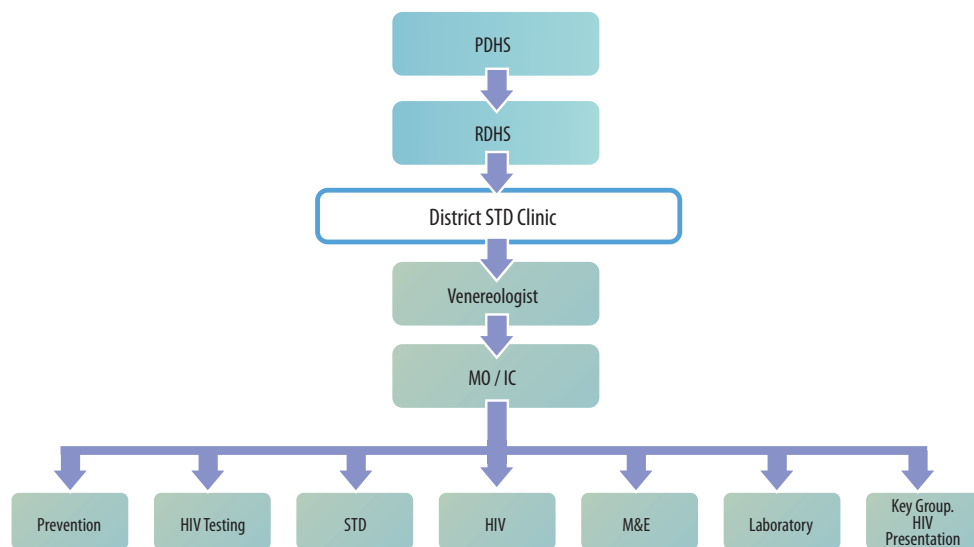 PDHS
RDHS
District STD Clinic
Venereologist
MO / IC
Prevention
HIV Testing
STD
HIV
M&E
Laboratory
Key Group.
HIV
Presentation